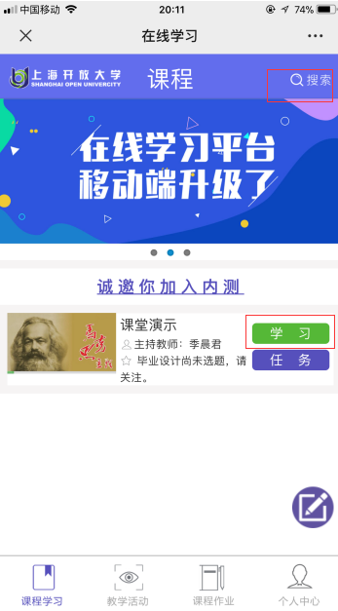 中国移动 20:11 74%
在线学习
上海开放大学 课程 搜索
SHANGHAI OPEN UNIVERCITY
在线学习平台
移动端升级了
诚邀你加入内测
课堂演示
主持教师：季晨君
毕业设计尚未选题，请
关注。
学 习
任 务
课程学习 教学活动 课程作业 个人中心